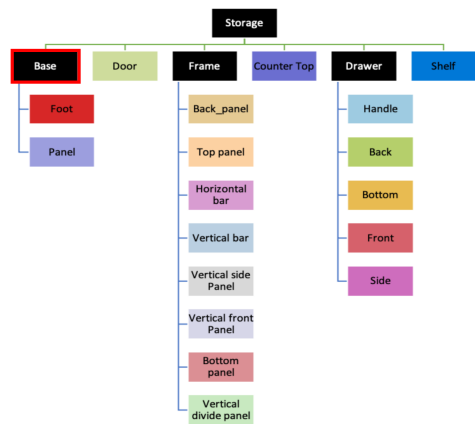 Storage
Base
Door
Frame
Counter Top
Drawer
Shelf
Foot
Panel
Back_panel
Top panel
Horizontal
bar
Vertical bar
Vertical side
Panel
Vertical front
Panel
Bottom
panel
Vertical
divide panel
Handle
Back
Bottom
Front
Side